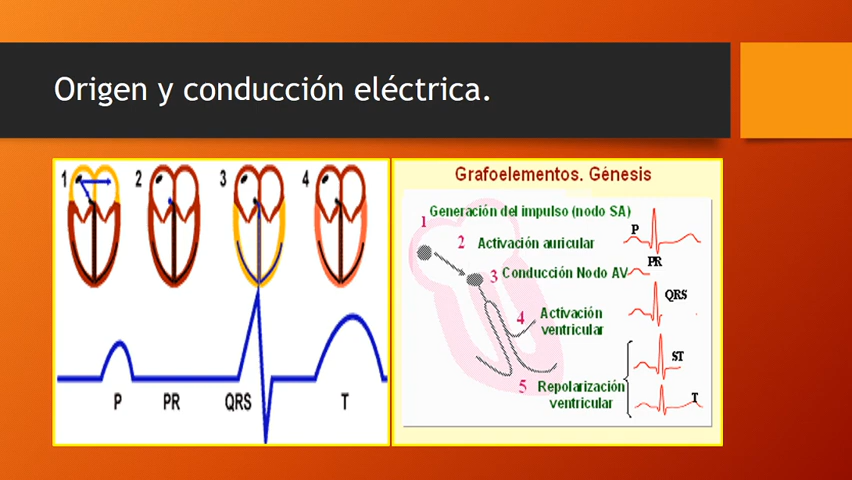 Origen y conducción eléctrica.
1 2 3 4
P PR QRS T
Grafoelementos. Génesis
1 Generación del impulso (nodo SA)
2 Activación auricular
P
PR
3 Conducción Nodo AV
QRS
4 Activación
ventricular
ST
5 Repolarización
ventricular
T